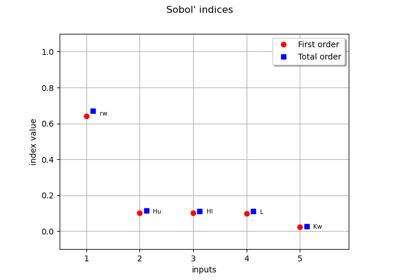 Sobol' indices
First order
Total order
1.0
0.8
0.6
0.4
0.2
0.0
index value
rw
Hu
Hl
L
Kw
1 2 3 4 5
inputs